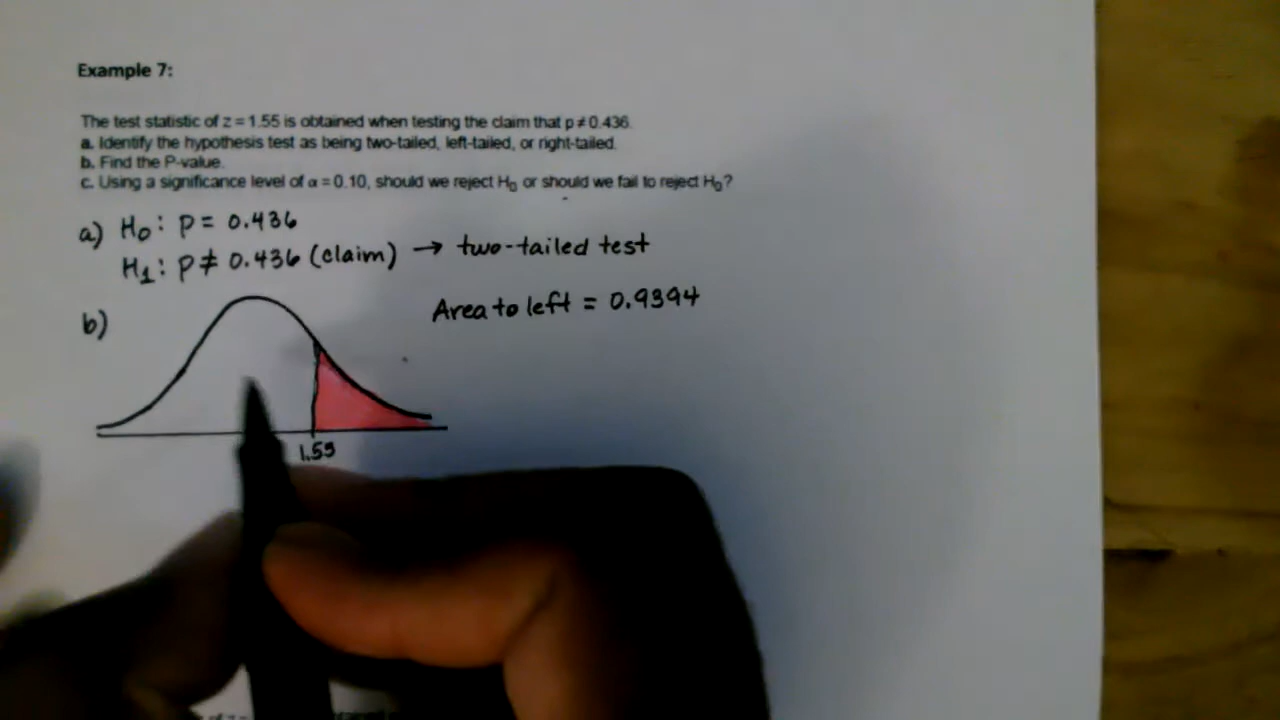 Example 7:
The test statistic of z = 1.55 is obtained when testing the claim that p ≠ 0.436.
a. Identify the hypothesis test as being two-tailed, left-tailed, or right-tailed.
b. Find the P-value.
c. Using a significance level of α = 0.10, should we reject H₀ or should we fail to reject H₀?
a) H₀: p = 0.436
H₁: p ≠ 0.436 (claim) → two-tailed test
Area to left = 0.9394
b)
1.55